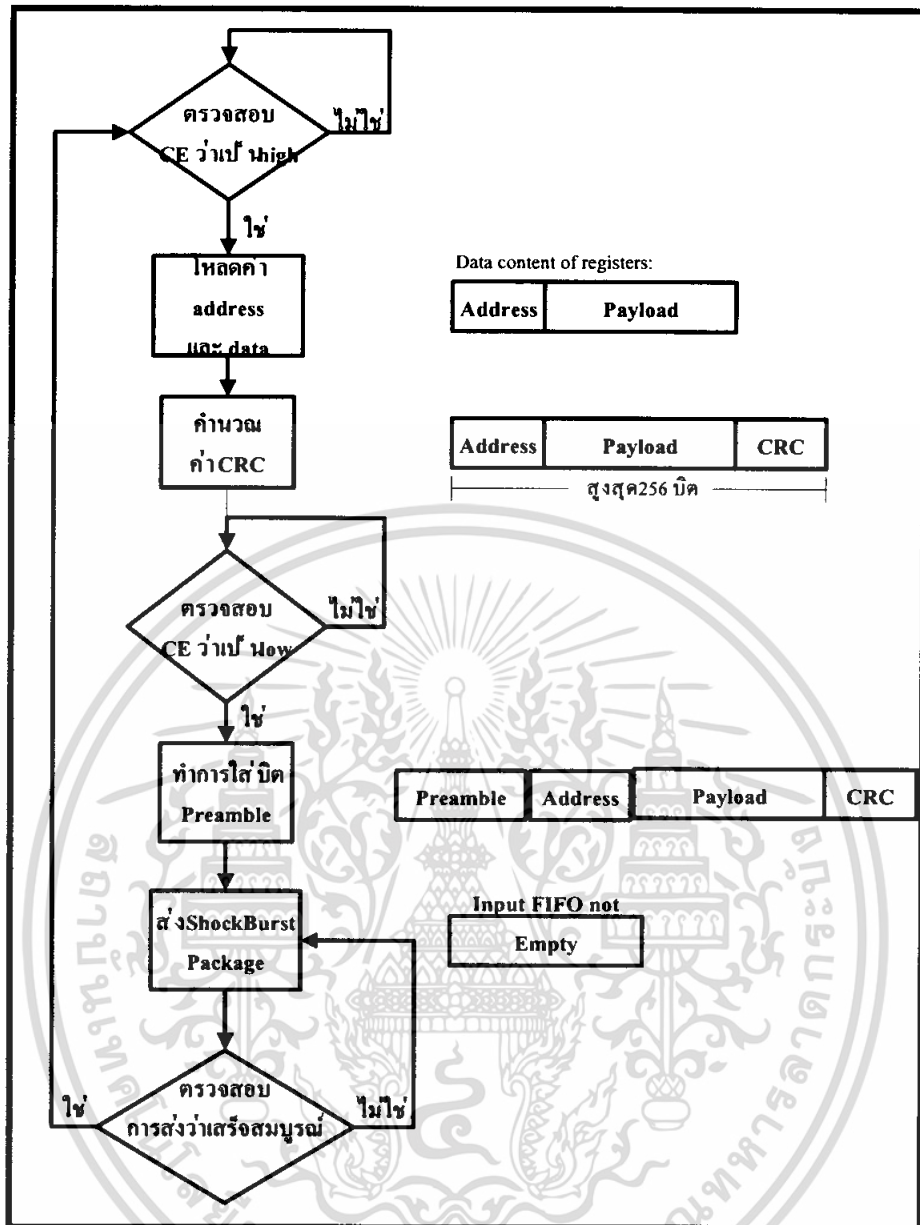 ตรวจสอบ
CE ว่าเป็นhigh
ไม่ใช่
ใช่
โหลดค่า
address
และ data
Data content of registers:
Address Payload
คำนวณ
ค่า CRC
Address Payload CRC
สูงสุด256 บิต
ตรวจสอบ
CE ว่าเป็นlow
ไม่ใช่
ใช่
ทำการใส่ บิต
Preamble
Preamble Address Payload CRC
ส่งShockBurst
Package
Input FIFO not
Empty
ตรวจสอบ
การส่งว่าเสร็จสมบูรณ์
ใช่
ไม่ใช่